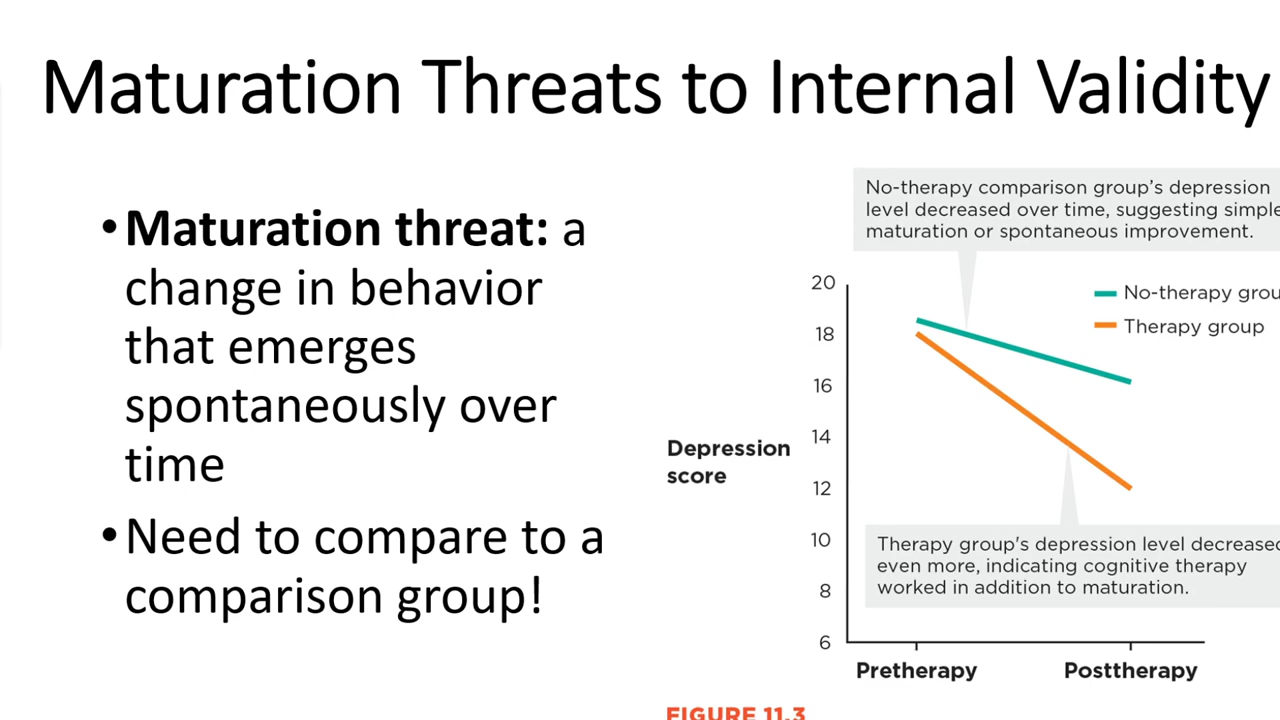 Maturation Threats to Internal Validity
•Maturation threat: a
change in behavior
that emerges
spontaneously over
time
•Need to compare to a
comparison group!
No-therapy comparison group's depression
level decreased over time, suggesting simple
maturation or spontaneous improvement.
No-therapy grou
Therapy group
20
18
16
14
12
10
8
6
Depression
score
Therapy group's depression level decreased
even more, indicating cognitive therapy
worked in addition to maturation.
Pretherapy
Posttherapy
FIGURE 11.3